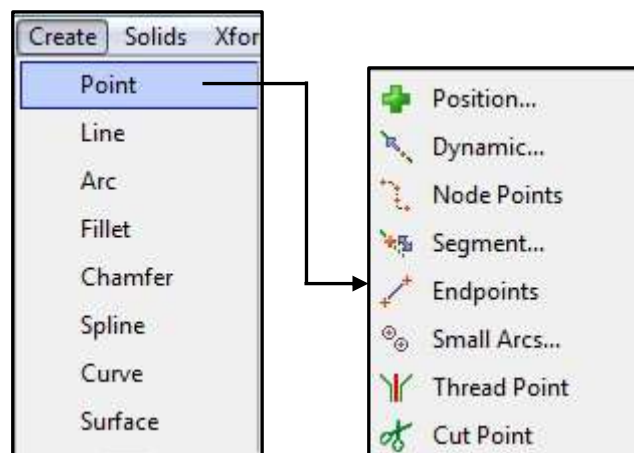 Create Solids Xfor
Point
Line
Arc
Fillet
Chamfer
Spline
Curve
Surface
Position...
Dynamic...
Node Points
Segment...
Endpoints
Small Arcs...
Thread Point
Cut Point